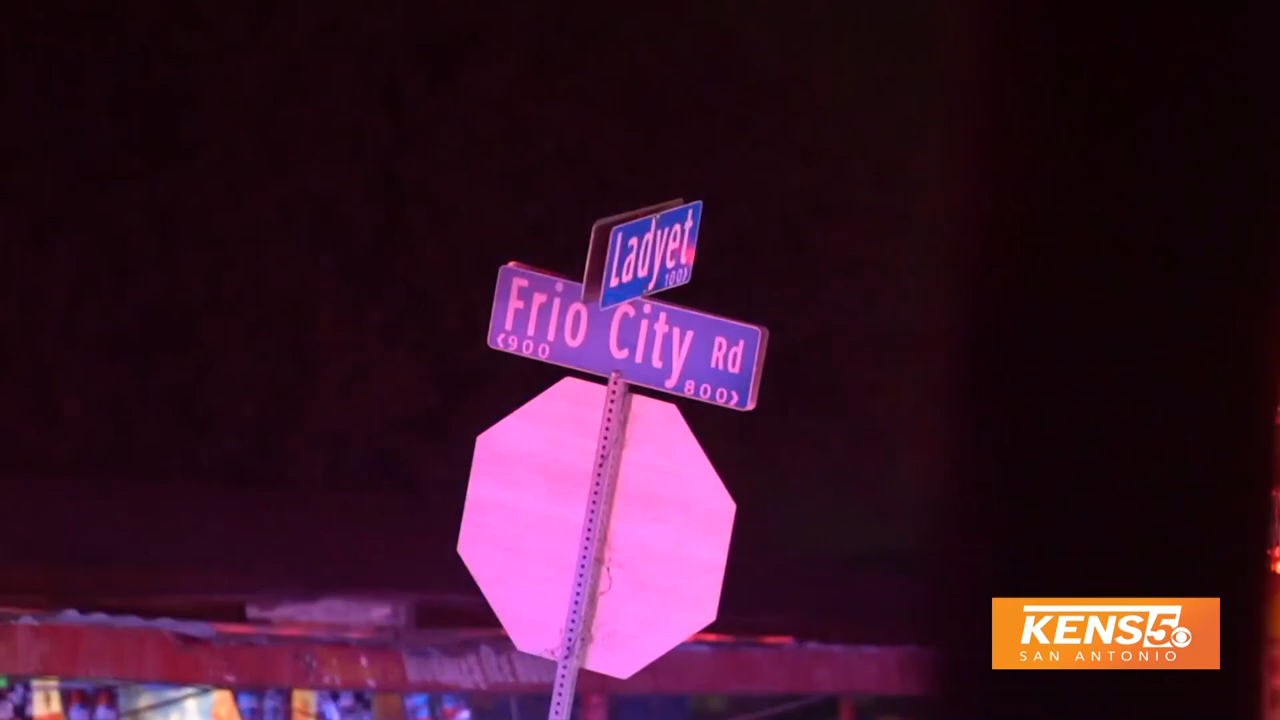 Ladyet
100›
Frio City Rd
‹900 800›
KENS5
SAN ANTONIO